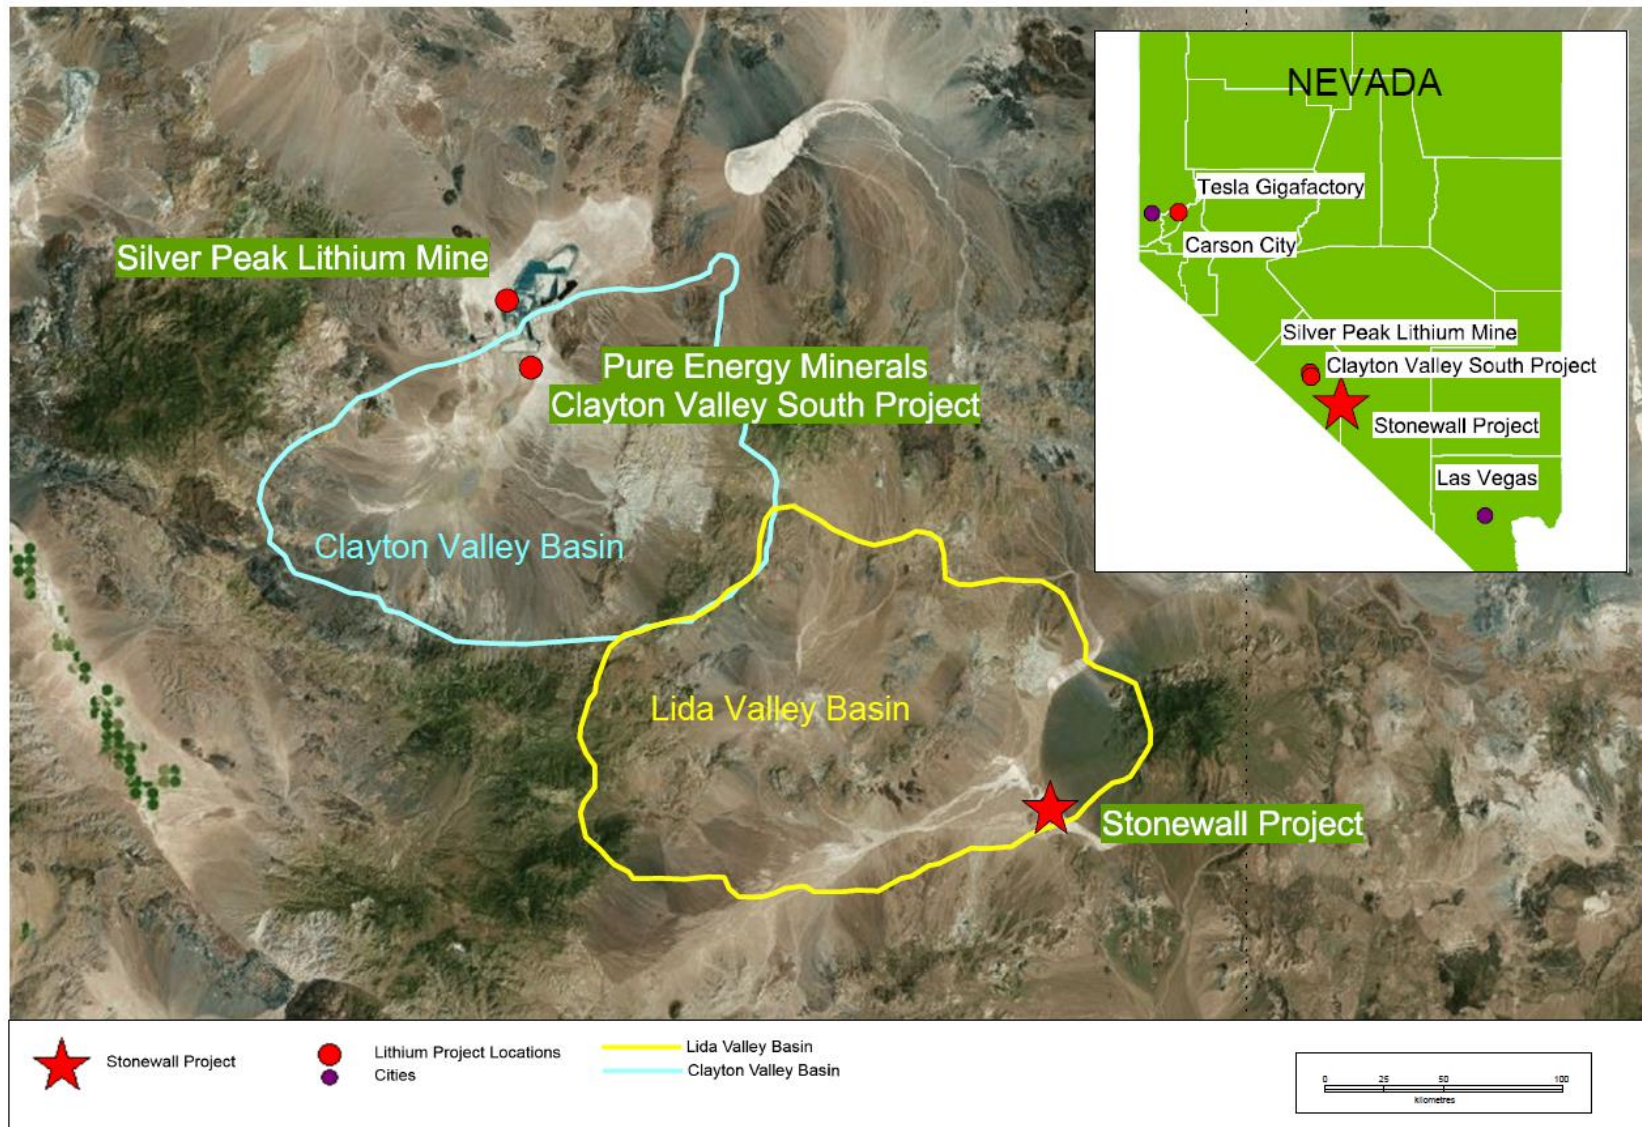 NEVADA
Tesla Gigafactory
Carson City
Silver Peak Lithium Mine
Clayton Valley South Project
Stonewall Project
Las Vegas
Silver Peak Lithium Mine
Pure Energy Minerals
Clayton Valley South Project
Clayton Valley Basin
Lida Valley Basin
Stonewall Project
Stonewall Project
Lithium Project Locations
Cities
Lida Valley Basin
Clayton Valley Basin
0 25 50 100
kilometres